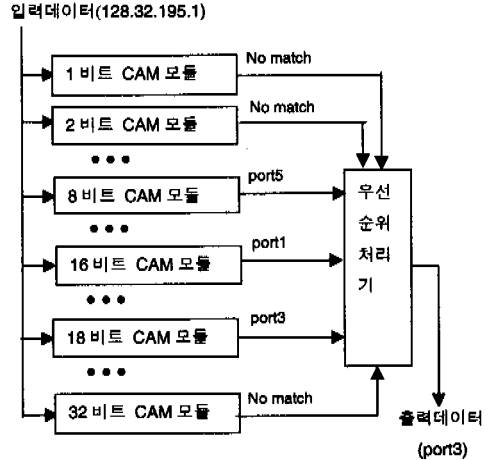 입력데이터(128.32.195.1)
1 비트 CAM 모듈
No match
2 비트 CAM 모듈
No match
8 비트 CAM 모듈
port5
16 비트 CAM 모듈
port1
18 비트 CAM 모듈
port3
32 비트 CAM 모듈
No match
우선
순위
처리
기
출력데이터
(port3)